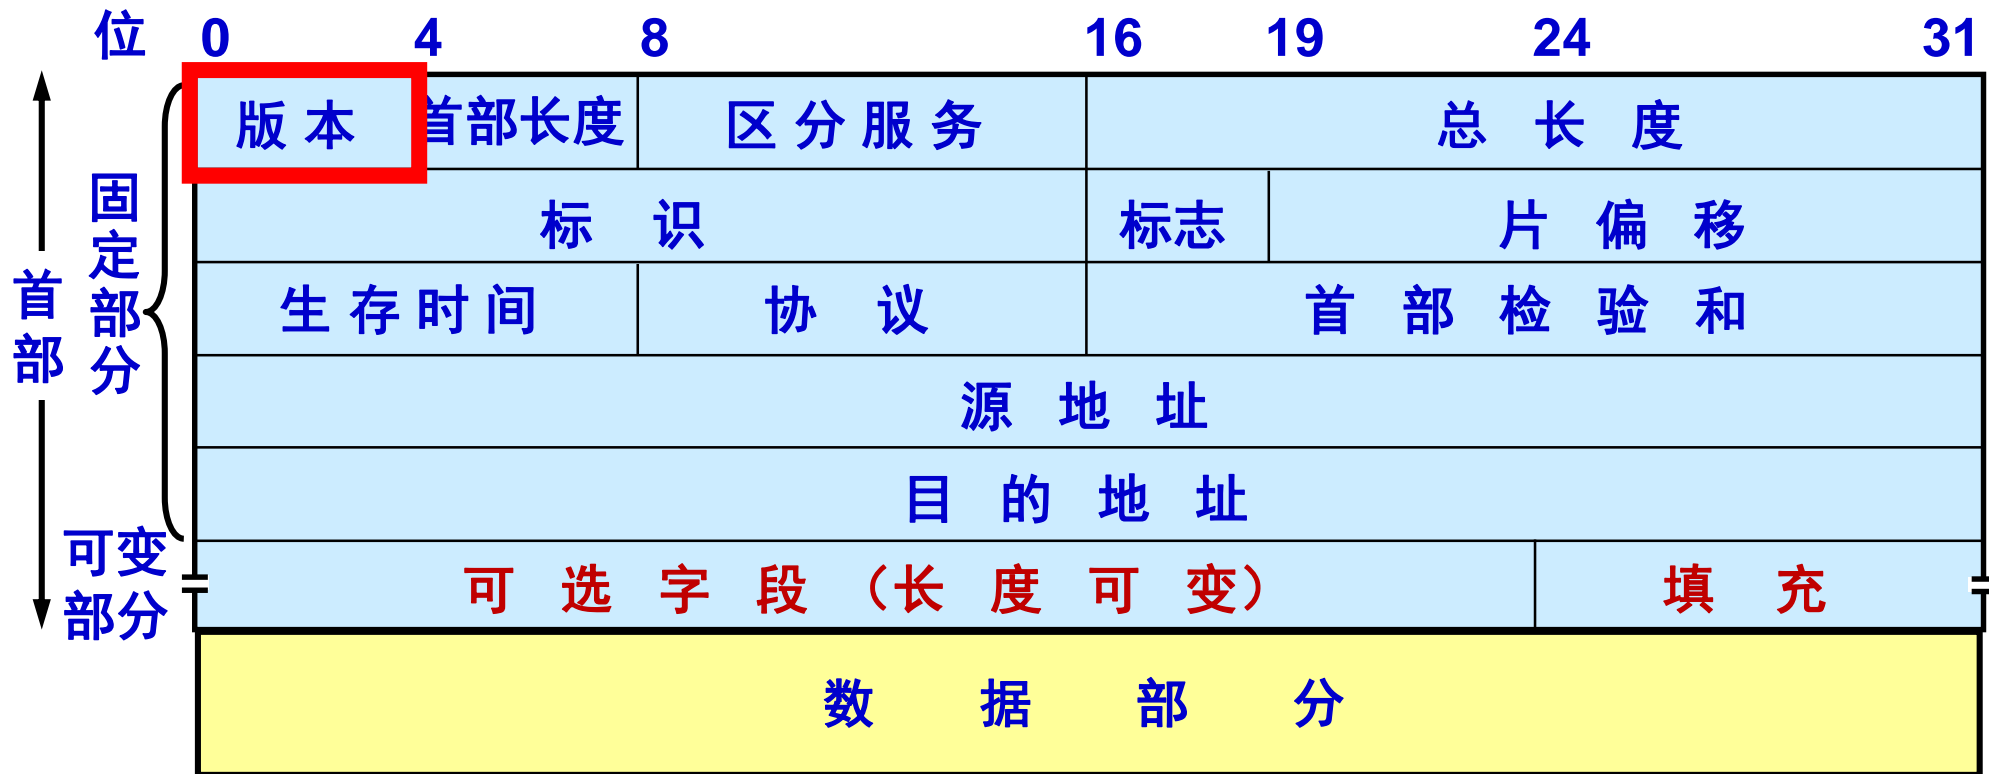 位 0 4 8 16 19 24 31
版本 首部长度 区分服务 总长度
标识 标志 片偏移
生存时间 协议 首部检验和
源地址
目的地址
可选字段（长度可变） 填充
数据部分
首部
固定部分
可变
部分